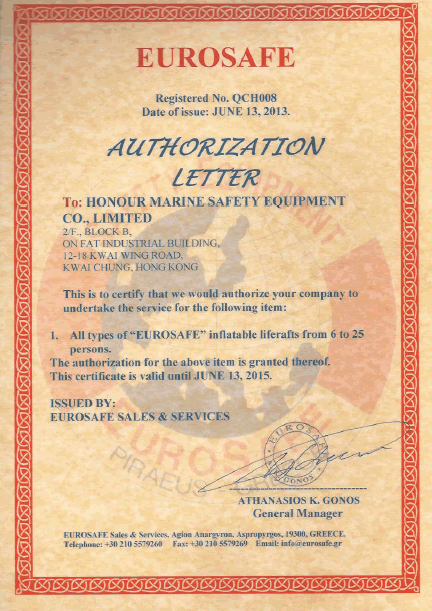 EUROSAFE
Registered No. QCH008
Date of issue: JUNE 13, 2013.
AUTHORIZATION
LETTER
To: HONOUR MARINE SAFETY EQUIPMENT
CO., LIMITED
2/F., BLOCK B,
ON FAT INDUSTRIAL BUILDING,
12-18 KWAI WING ROAD,
KWAI CHUNG, HONG KONG
This is to certify that we would authorize your company to
undertake the service for the following item:
1. All types of “EUROSAFE” inflatable liferafts from 6 to 25
persons.
The authorization for the above item is granted thereof.
This certificate is valid until JUNE 13, 2015.
ISSUED BY:
EUROSAFE SALES & SERVICES
EUROSAFE
GONOS
EUROSAFE
PIRAEUS
ATHANASIOS K. GONOS
General Manager
EUROSAFE Sales & Services, Agion Anargyron, Aspropyrgos, 19300, GREECE.
Telephone: +30 210 5579260 Fax: +30 210 5579269 Email: info@eurosafe.gr